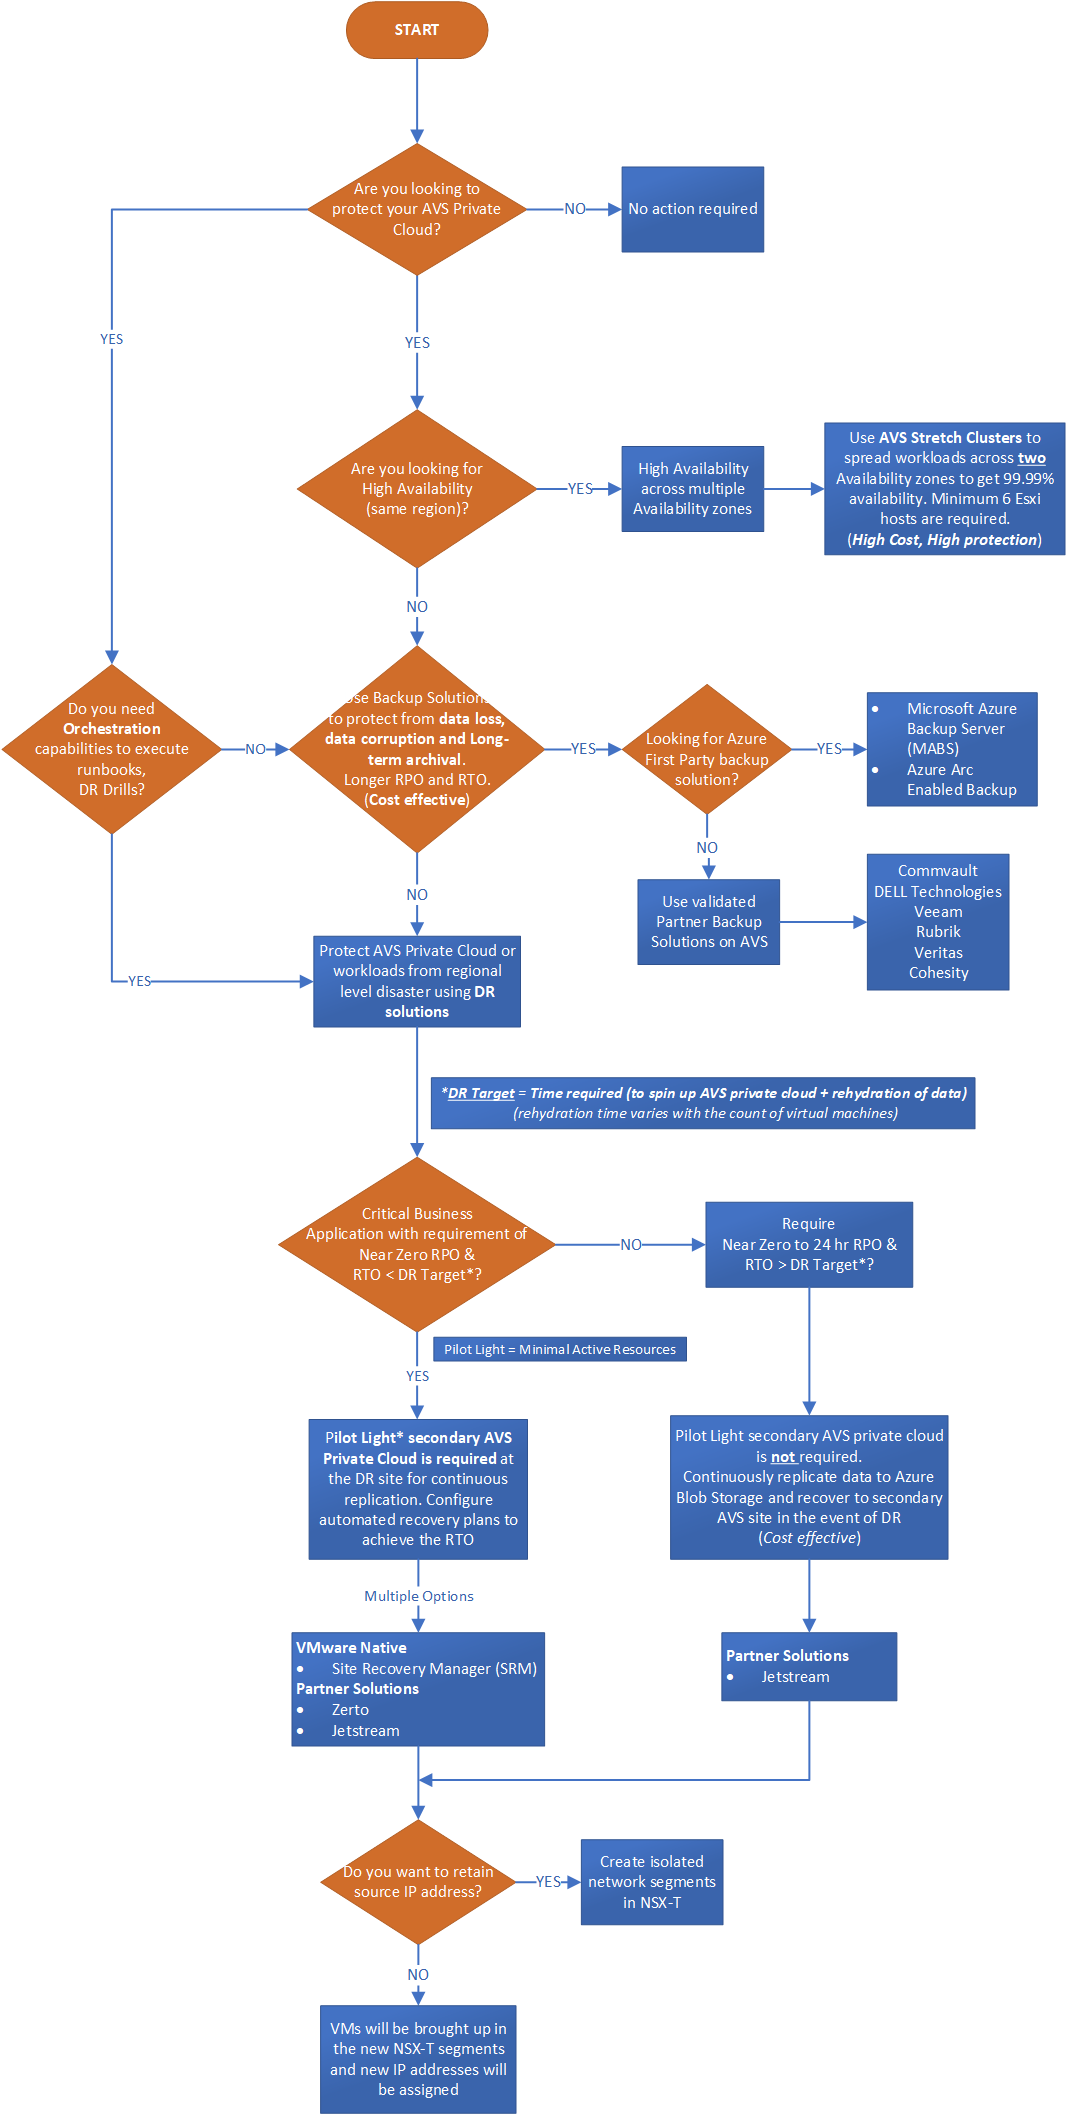 START
Are you looking to
protect your AVS Private
Cloud?
NO
No action required
YES
YES
Are you looking for
High Availability
(same region)?
YES
High Availability
across multiple
Availability zones
Use AVS Stretch Clusters to
spread workloads across two
Availability zones to get 99.99%
availability. Minimum 6 Esxi
hosts are required.
(High Cost, High protection)
NO
Do you need
Orchestration
capabilities to execute
runbooks,
DR Drills?
NO
Use Backup Solutions
to protect from data loss,
data corruption and Long-
term archival.
Longer RPO and RTO.
(Cost effective)
YES
Looking for Azure
First Party backup
solution?
YES
• Microsoft Azure
Backup Server
(MABS)
• Azure Arc
Enabled Backup
NO
Use validated
Partner Backup
Solutions on AVS
Commvault
DELL Technologies
Veeam
Rubrik
Veritas
Cohesity
NO
YES
Protect AVS Private Cloud or
workloads from regional
level disaster using DR
solutions
*DR Target = Time required (to spin up AVS private cloud + rehydration of data)
(rehydration time varies with the count of virtual machines)
Critical Business
Application with requirement of
Near Zero RPO &
RTO < DR Target*?
NO
Require
Near Zero to 24 hr RPO &
RTO > DR Target*?
Pilot Light = Minimal Active Resources
YES
Pilot Light* secondary AVS
Private Cloud is required at
the DR site for continuous
replication. Configure
automated recovery plans to
achieve the RTO
Pilot Light secondary AVS private cloud
is not required.
Continuously replicate data to Azure
Blob Storage and recover to secondary
AVS site in the event of DR
(Cost effective)
Multiple Options
VMware Native
• Site Recovery Manager (SRM)
Partner Solutions
• Zerto
• Jetstream
Partner Solutions
• Jetstream
Do you want to retain
source IP address?
YES
Create isolated
network segments
in NSX-T
NO
VMs will be brought up in
the new NSX-T segments
and new IP addresses will
be assigned